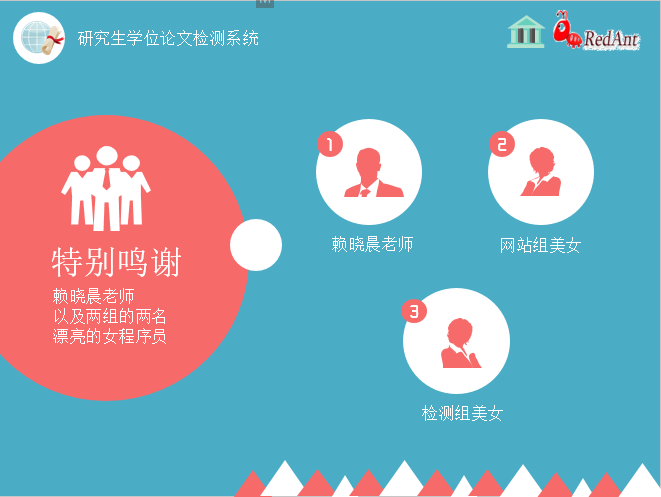 研究生学位论文检测系统
RedAnt
特别鸣谢
赖晓晨老师
以及两组的两名
漂亮的女程序员
1
赖晓晨老师
2
网站组美女
3
检测组美女